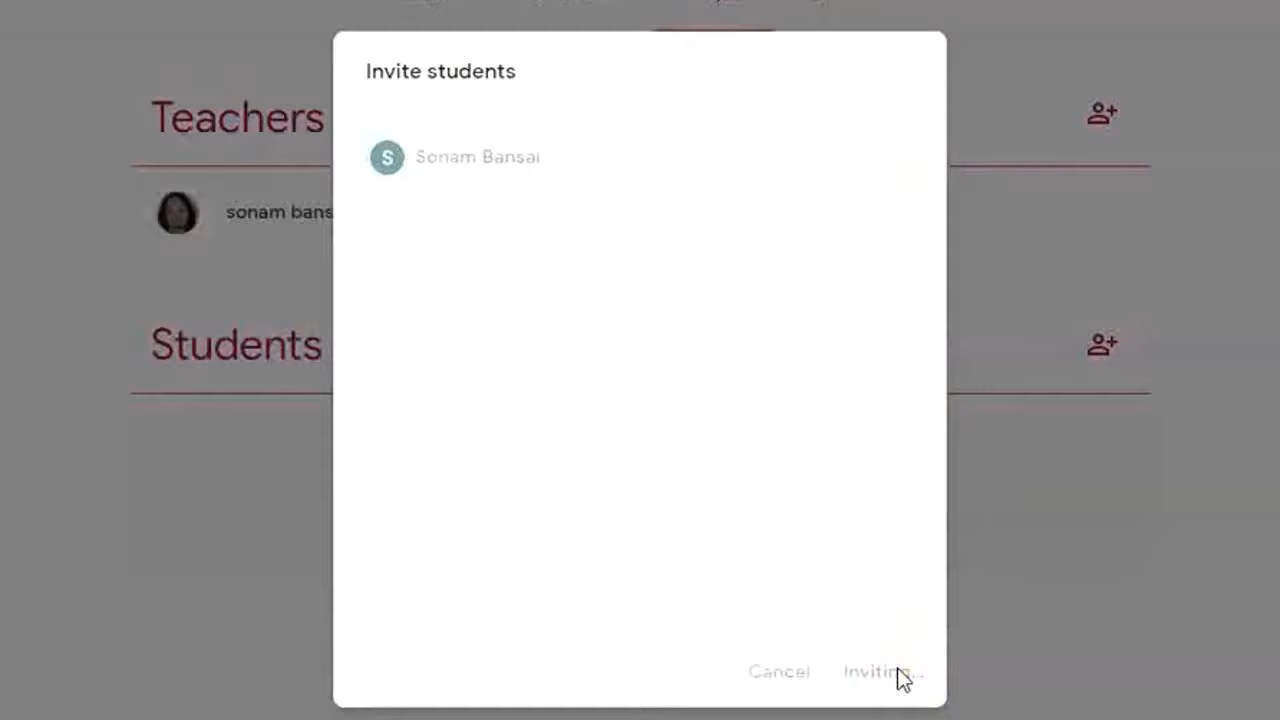 Invite students
Teachers
S Sonam Bansal
sonam bans
Students
Cancel Inviting...